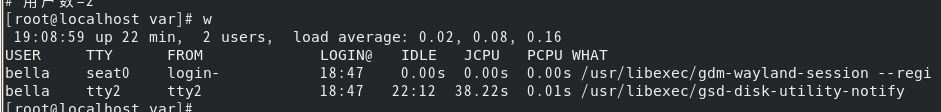 # 用户数=2
[root@localhost var]# w
 19:08:59 up 22 min,  2 users,  load average: 0.02, 0.08, 0.16
USER     TTY      FROM             LOGIN@   IDLE   JCPU   PCPU WHAT
bella    seat0    login-           18:47    0.00s  0.00s  0.00s /usr/libexec/gdm-wayland-session --regi
bella    tty2     tty2             18:47   22:12  38.22s  0.01s /usr/libexec/gsd-disk-utility-notify
[root@localhost var]#